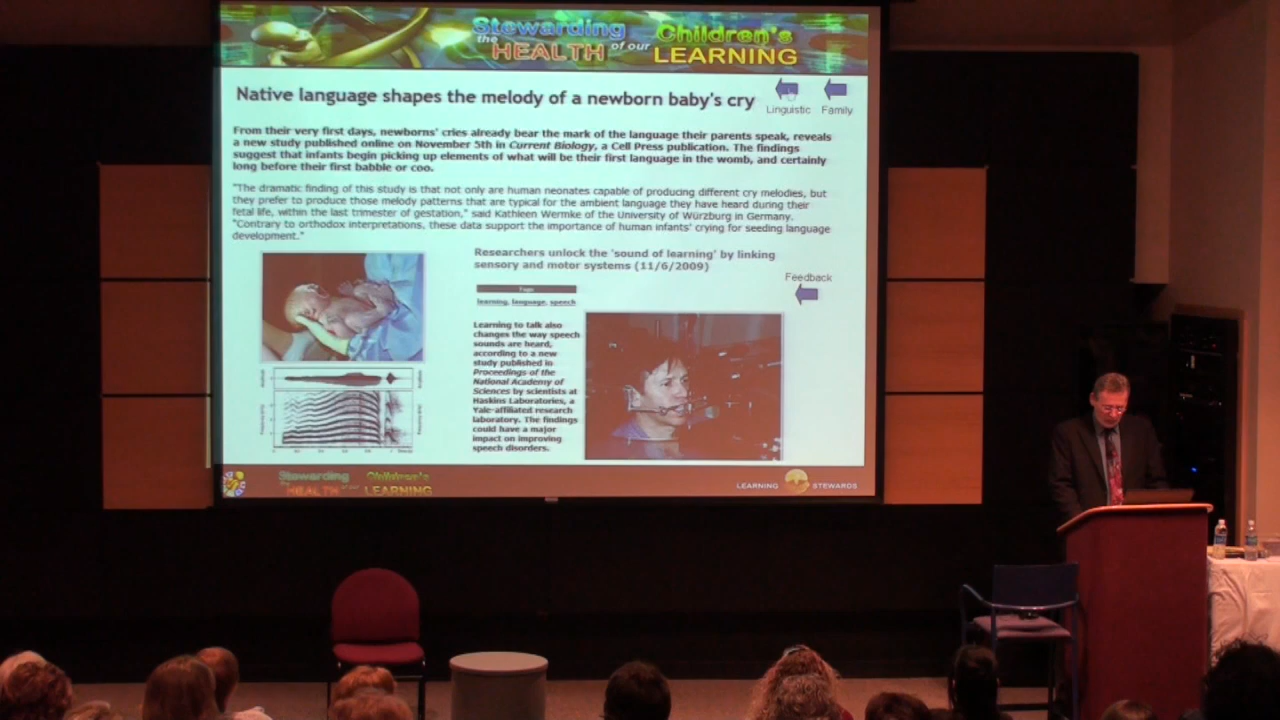 Stewarding
the HEALTH of our
Children's
LEARNING
Native language shapes the melody of a newborn baby's cry
Linguistic
Family
From their very first days, newborns' cries already bear the mark of the language their parents speak, reveals
a new study published online on November 5th in Current Biology, a Cell Press publication. The findings
suggest that infants begin picking up elements of what will be their first language in the womb, and certainly
long before their first babble or coo.
"The dramatic finding of this study is that not only are human neonates capable of producing different cry melodies, but
they prefer to produce those melody patterns that are typical for the ambient language they have heard during their
fetal life, within the last trimester of gestation," said Kathleen Wermke of the University of Würzburg in Germany.
"Contrary to orthodox interpretations, these data support the importance of human infants' crying for seeding language
development."
Researchers unlock the 'sound of learning' by linking
sensory and motor systems (11/6/2009)
Feedback
Tags
learning, language, speech
Learning to talk also
changes the way speech
sounds are heard,
according to a new
study published in
Proceedings of the
National Academy of
Sciences by scientists at
Haskins Laboratories, a
Yale-affiliated research
laboratory. The findings
could have a major
impact on improving
speech disorders.
Stewarding
the HEALTH of our
Children's
LEARNING
LEARNING STEWARDS